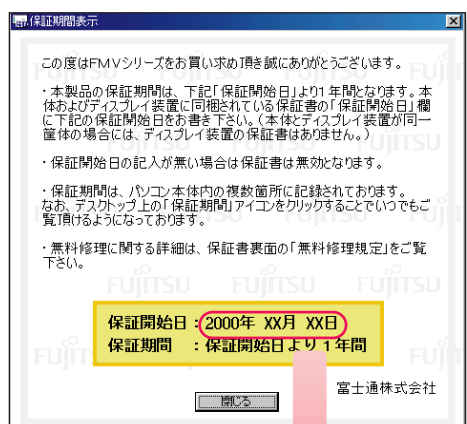 保証期間表示
この度はFMVシリーズをお買い求め頂き誠にありがとうございます。
・本製品の保証期間は、下記「保証開始日」より1年間となります。本
体およびディスプレイ装置に同梱されている保証書の「保証開始日」欄
に下記の保証開始日をお書き下さい。（本体とディスプレイ装置が同一
筐体の場合には、ディスプレイ装置の保証書はありません。）
・保証開始日の記入が無い場合は保証書は無効となります。
・保証期間は、パソコン本体内の複数箇所に記録されております。
なお、デスクトップ上の「保証期間」アイコンをクリックすることでいつでもご
覧頂けるようになっております。
・無料修理に関する詳細は、保証書裏面の「無料修理規定」をご覧
下さい。
FUJITSU FUJITSU FUJITSU
保証開始日：2000年 XX月 XX日
保証期間　：保証開始日より1年間
富士通株式会社
閉じる